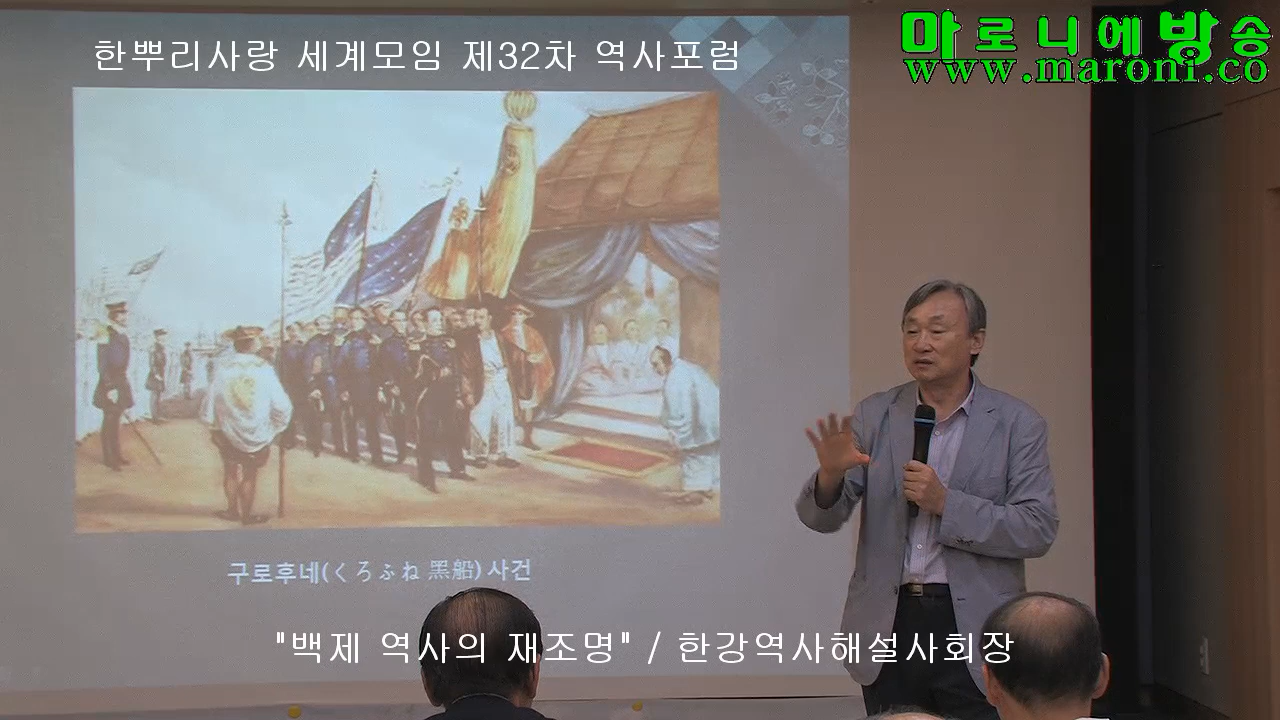 한뿌리사랑 세계모임 제32차 역사포럼
마로니에방송
www.maroni.co
구로후네(くろふね 黑船) 사건
"백제 역사의 재조명" / 한강역사해설사회장